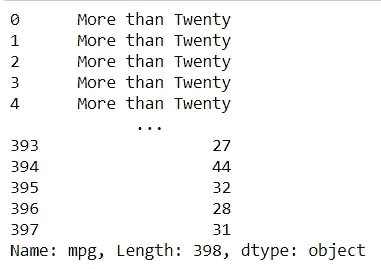 0      More than Twenty
1      More than Twenty
2      More than Twenty
3      More than Twenty
4      More than Twenty
...
393                  27
394                  44
395                  32
396                  28
397                  31
Name: mpg, Length: 398, dtype: object